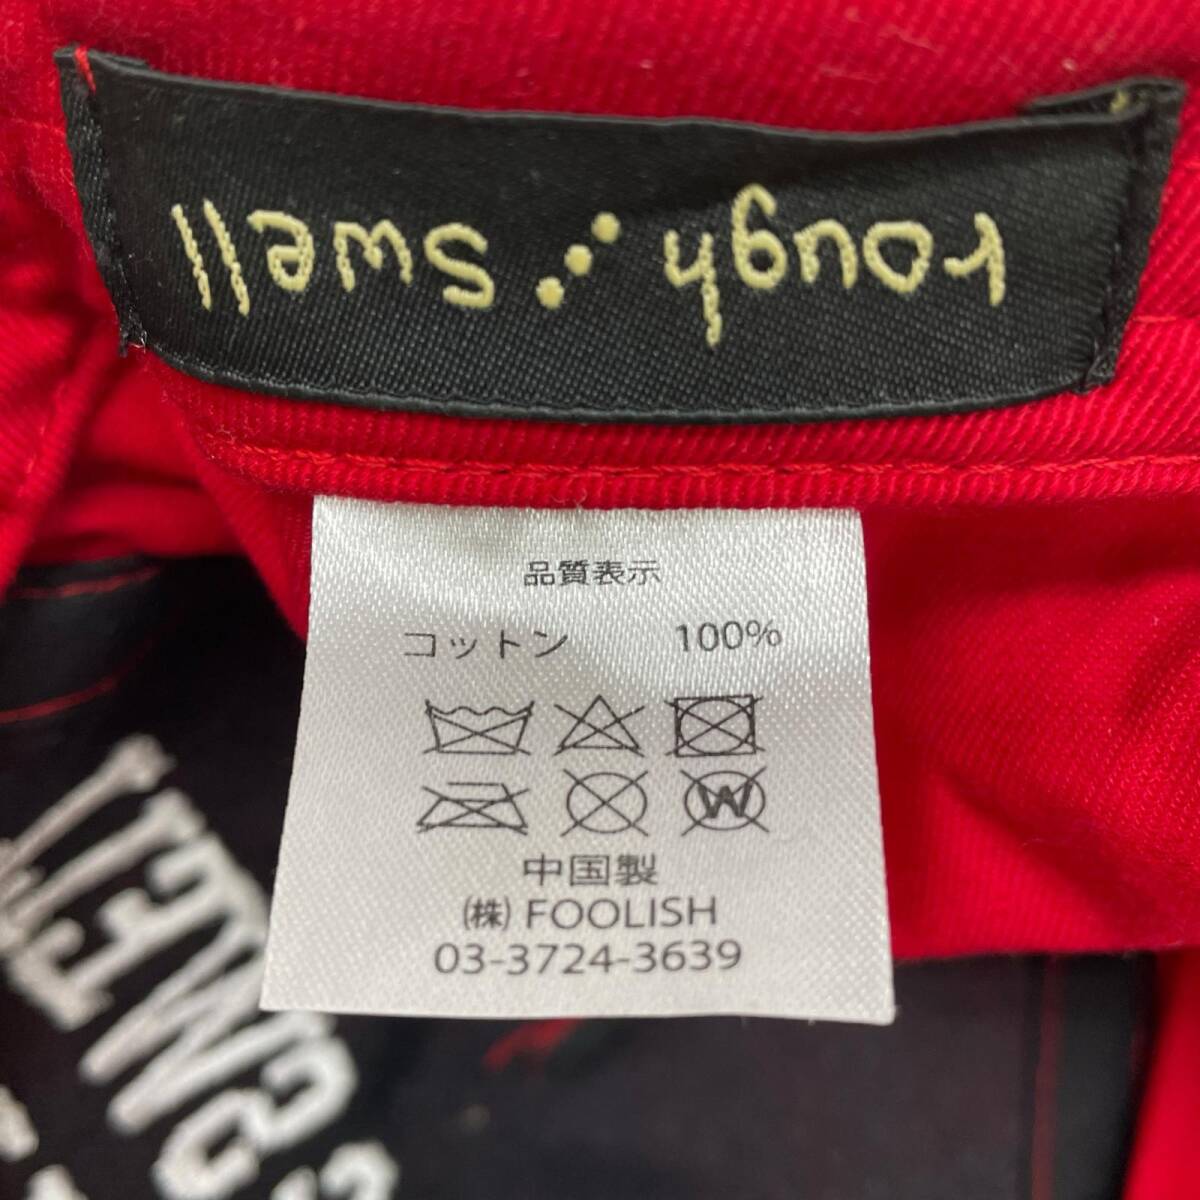 rough Swell
品質表示
コットン 100%
W
中国製
㈱ FOOLISH
03-3724-3639